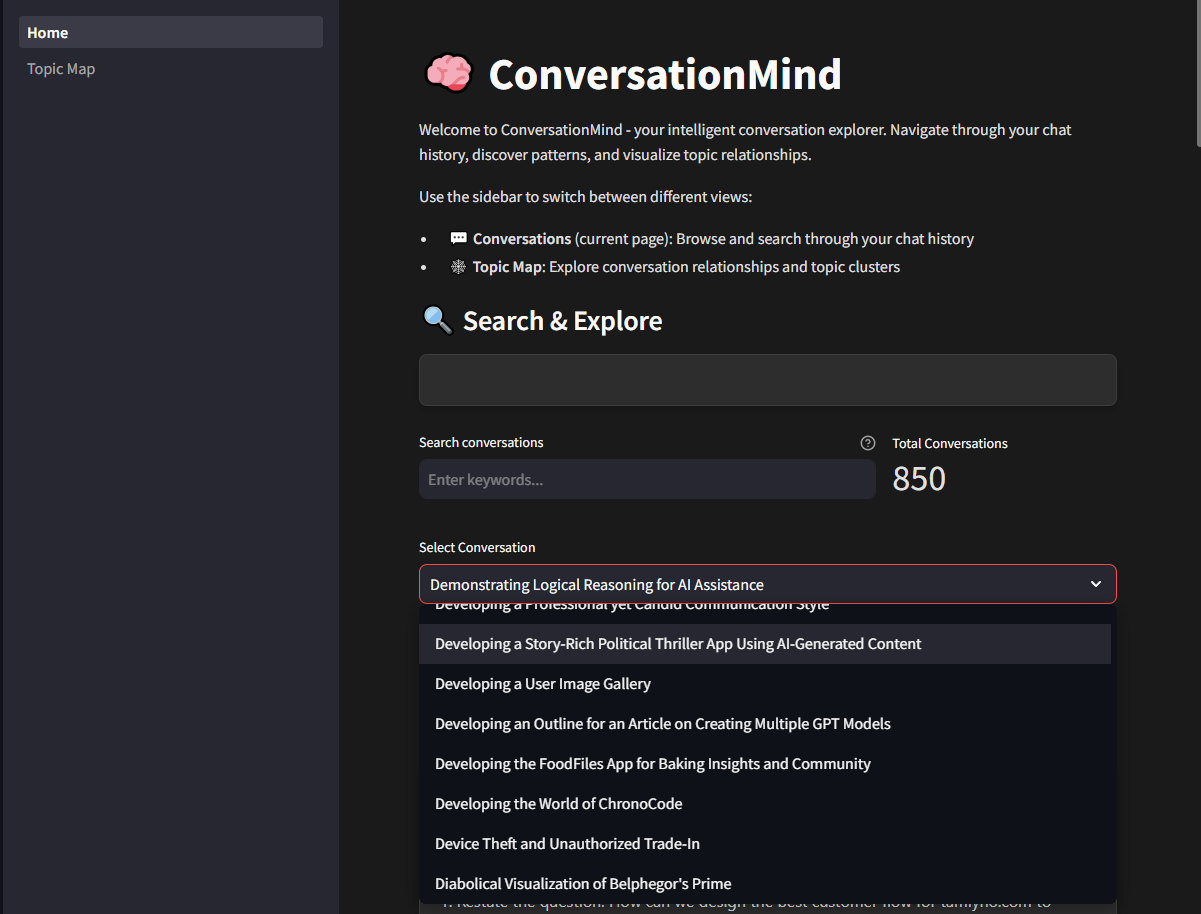 Home
Topic Map
ConversationMind
Welcome to ConversationMind - your intelligent conversation explorer. Navigate through your chat
history, discover patterns, and visualize topic relationships.
Use the sidebar to switch between different views:
Conversations (current page): Browse and search through your chat history
Topic Map: Explore conversation relationships and topic clusters
Search & Explore
Search conversations
Total Conversations
Enter keywords...
850
Select Conversation
Demonstrating Logical Reasoning for AI Assistance
Developing a Professional yet Candid Communication Style
Developing a Story-Rich Political Thriller App Using AI-Generated Content
Developing a User Image Gallery
Developing an Outline for an Article on Creating Multiple GPT Models
Developing the FoodFiles App for Baking Insights and Community
Developing the World of ChronoCode
Device Theft and Unauthorized Trade-In
Diabolical Visualization of Belphegor's Prime
1. Restate the question: How can we design the best customer flow for